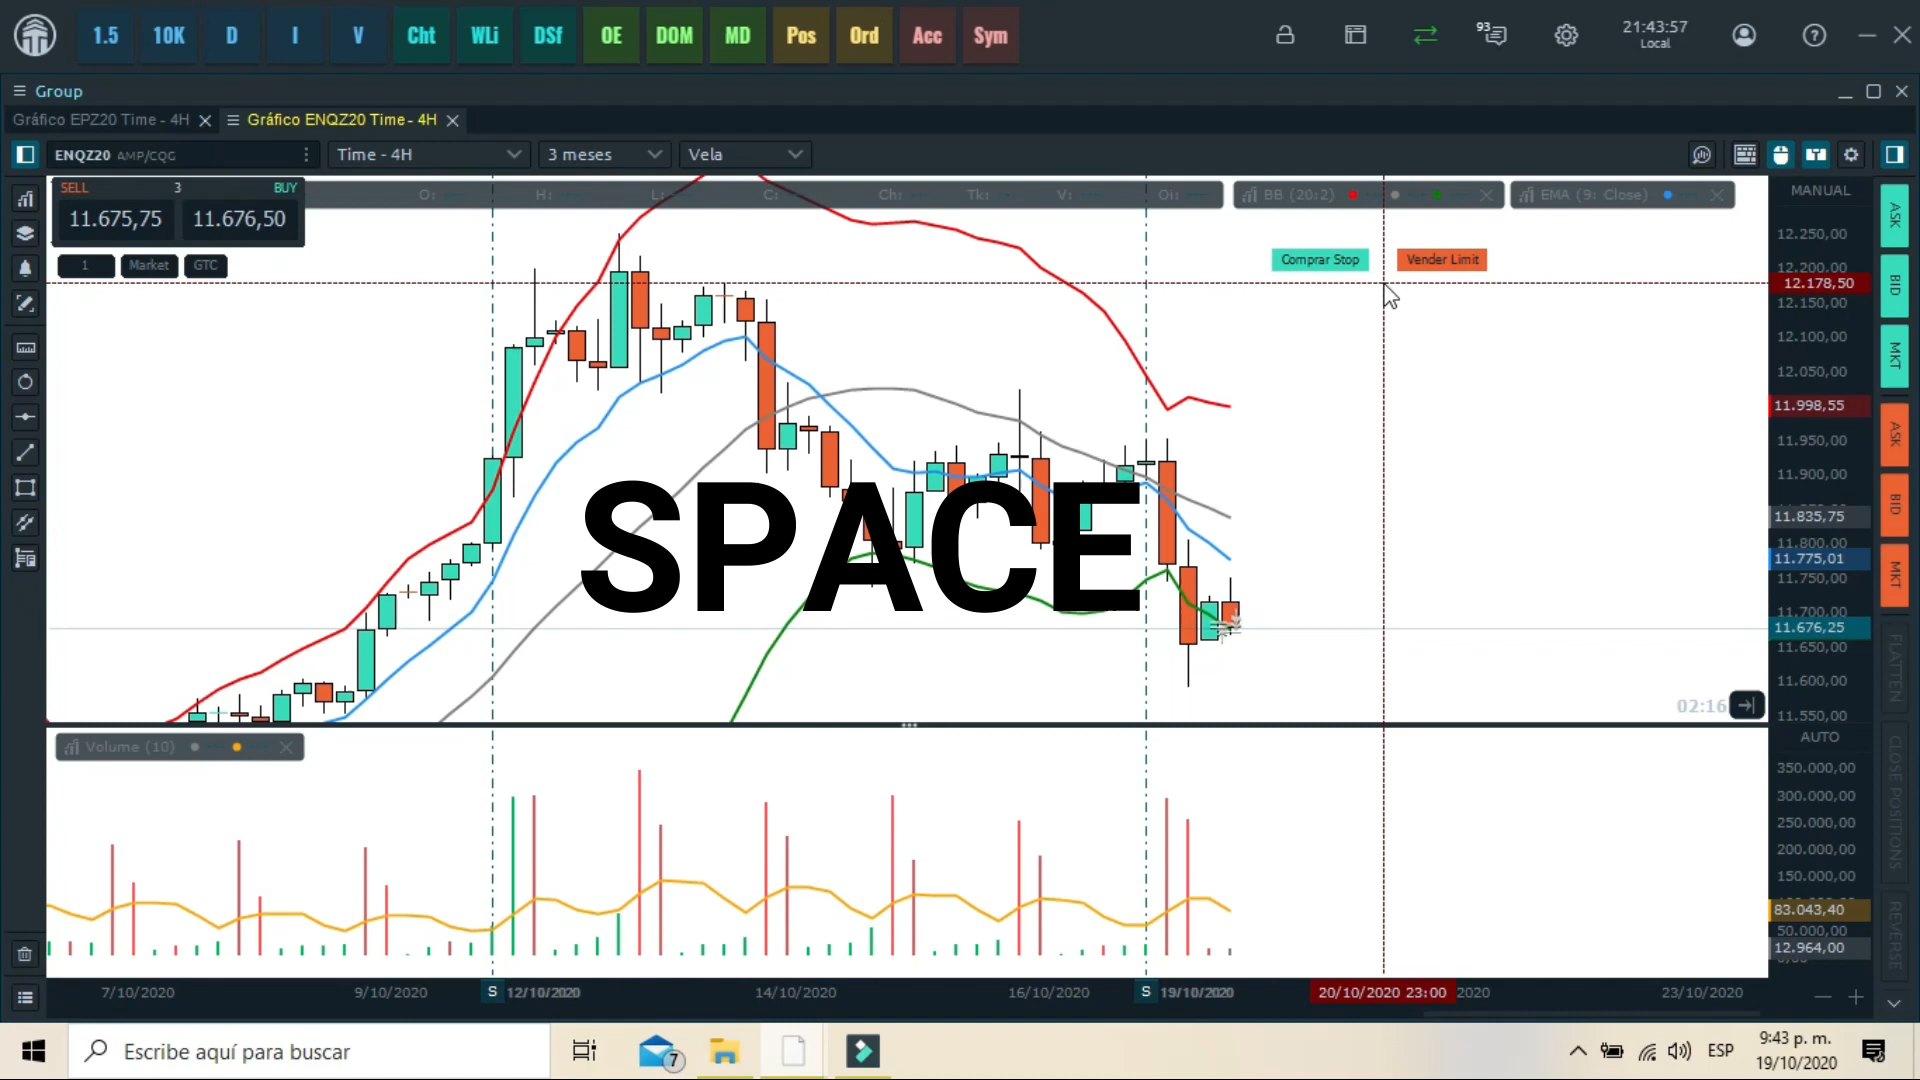 1.5 10K D I V Cht WLi DSf OE DOM MD Pos Ord Acc Sym 93 21:43:57
Local
Group
Gráfico EPZ20 Time - 4H Gráfico ENQZ20 Time - 4H
ENQZ20 AMP/CQG Time - 4H 3 meses Vela
SELL 3 BUY O: H: L: C: Ch: Tk: V: Oi: BB (20:2) EMA (9: Close) MANUAL
11.675,75 11.676,50
1 Market GTC
Comprar Stop Vender Limit
12.250,00
12.200,00
12.178,50
12.150,00
12.100,00
12.050,00
11.998,55
11.950,00
11.900,00
11.835,75
11.800,00
11.775,01
11.750,00
11.700,00
11.676,25
11.650,00
11.600,00
11.550,00
SPACE
02:16
ASK
BID
MKT
ASK
BID
MKT
FLATTEN
CLOSE POSITIONS
REVERSE
Volume (10) AUTO
350.000,00
300.000,00
250.000,00
200.000,00
150.000,00
83.043,40
50.000,00
12.964,00
7/10/2020 9/10/2020 S 12/10/2020 14/10/2020 16/10/2020 S 19/10/2020 20/10/2020 23:00 2020 23/10/2020
Escribe aquí para buscar 7 ESP 9:43 p. m.
19/10/2020